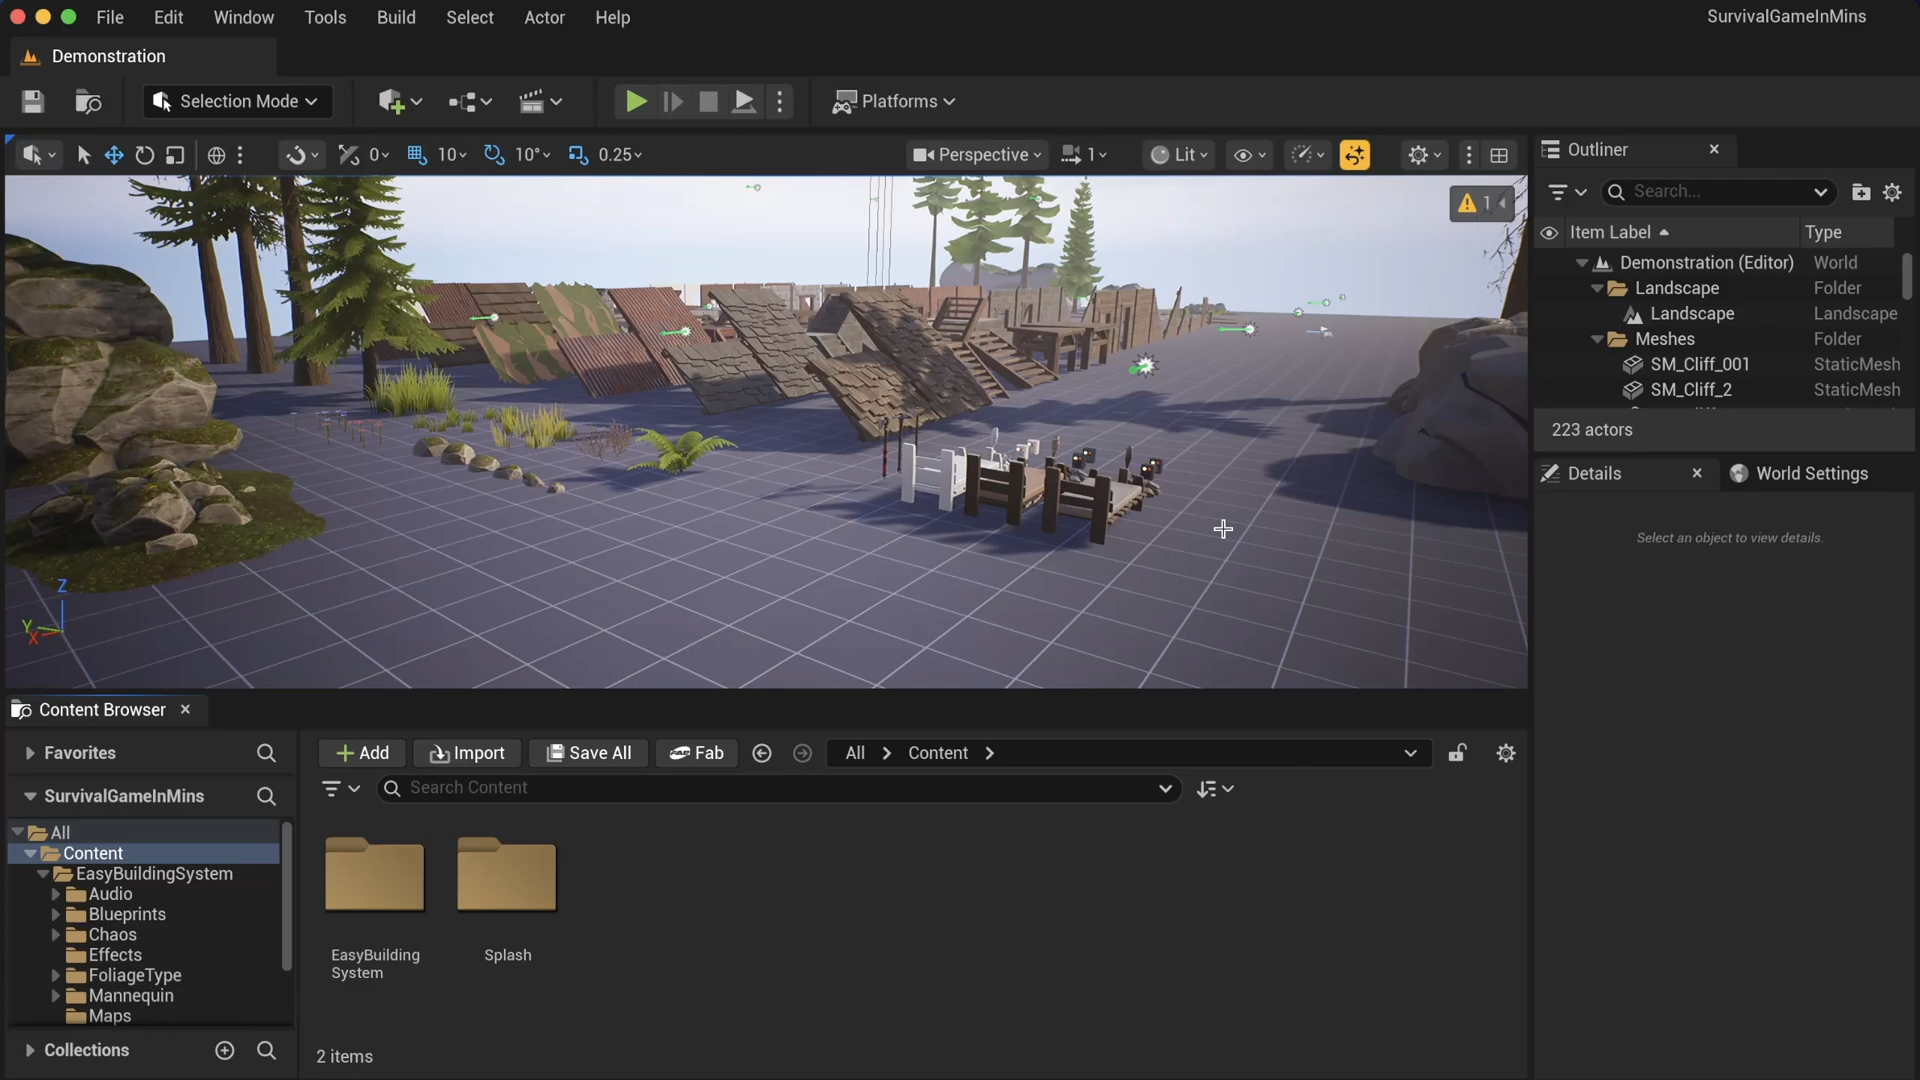 File Edit Window Tools Build Select Actor Help SurvivalGameInMins
Demonstration
Selection Mode Platforms
0 10 10° 0.25 Perspective 1 Lit
Outliner
1
Search...
Item Label Type
Demonstration (Editor) World
Landscape Folder
Landscape Landscape
Meshes Folder
SM_Cliff_001 StaticMesh
SM_Cliff_2 StaticMesh
223 actors
Details World Settings
Select an object to view details.
Z
Y
X
Content Browser
Favorites
Add Import Save All Fab All Content
SurvivalGameInMins
Search Content
All
Content
EasyBuildingSystem
Audio
Blueprints
Chaos
Effects
FoliageType
Mannequin
Maps
Collections
EasyBuilding
System
Splash
2 items